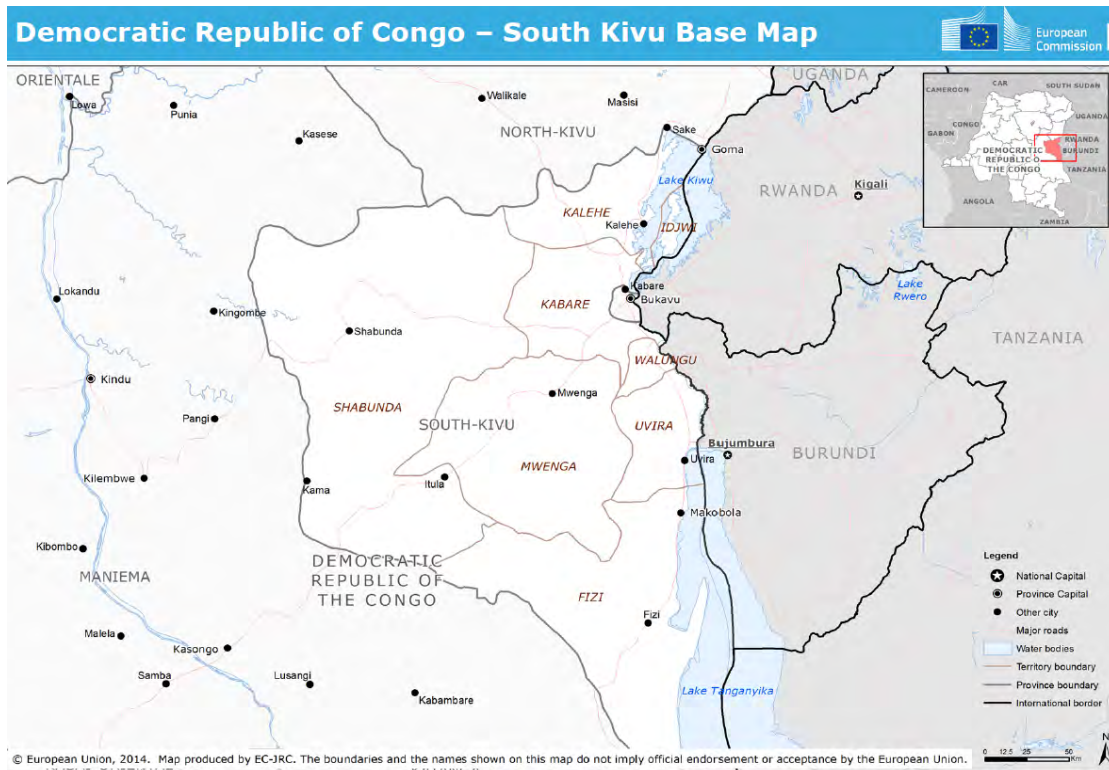 Democratic Republic of Congo – South Kivu Base Map
European
Commission
ORIENTALE
Lowa
Punia
Kasese
Walikale
Masisi
NORTH-KIVU
Sake
Goma
UGANDA
Lake Kiwu
RWANDA
Kigali
CAMEROON
CAR
SOUTH SUDAN
CONGO
UGANDA
GABON
RWANDA
DEMOCRATIC
BURUNDI
REPUBLIC O
THE CONGO
TANZANIA
ANGOLA
ZAMBIA
KALEHE
Kalehe
IDJWI
Lokandu
Kingombe
Shabunda
KABARE
Kabare
Bukavu
Lake
Rwero
TANZANIA
WALUNGU
Kindu
Mwenga
SHABUNDA
Pangi
SOUTH-KIVU
UVIRA
Bujumbura
BURUNDI
MWENGA
Uvira
Kilembwe
Kama
Itula
Makobola
Kibombo
MANIEMA
DEMOCRATIC
REPUBLIC OF
THE CONGO
FIZI
Fizi
Malela
Kasongo
Samba
Lusangi
Kabambare
Lake Tanganyika
Legend
National Capital
Province Capital
Other city
Major roads
Water bodies
Territory boundary
Province boundary
International border
0 12.5 25 50
Km
N
© European Union, 2014. Map produced by EC-JRC. The boundaries and the names shown on this map do not imply official endorsement or acceptance by the European Union.